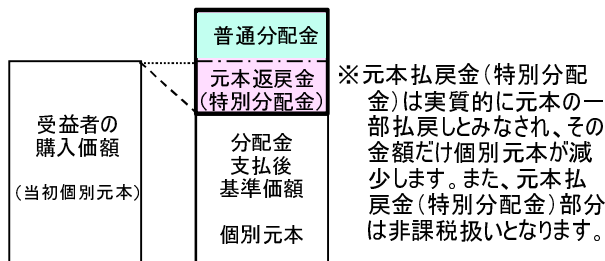 普通分配金
元本返戻金
(特別分配金)
受益者の
購入価額
(当初個別元本)
分配金
支払後
基準価額
個別元本
※元本払戻金(特別分配
金)は実質的に元本の一
部払戻しとみなされ、その
金額だけ個別元本が減
少します。また、元本払
戻金(特別分配金)部分
は非課税扱いとなります。